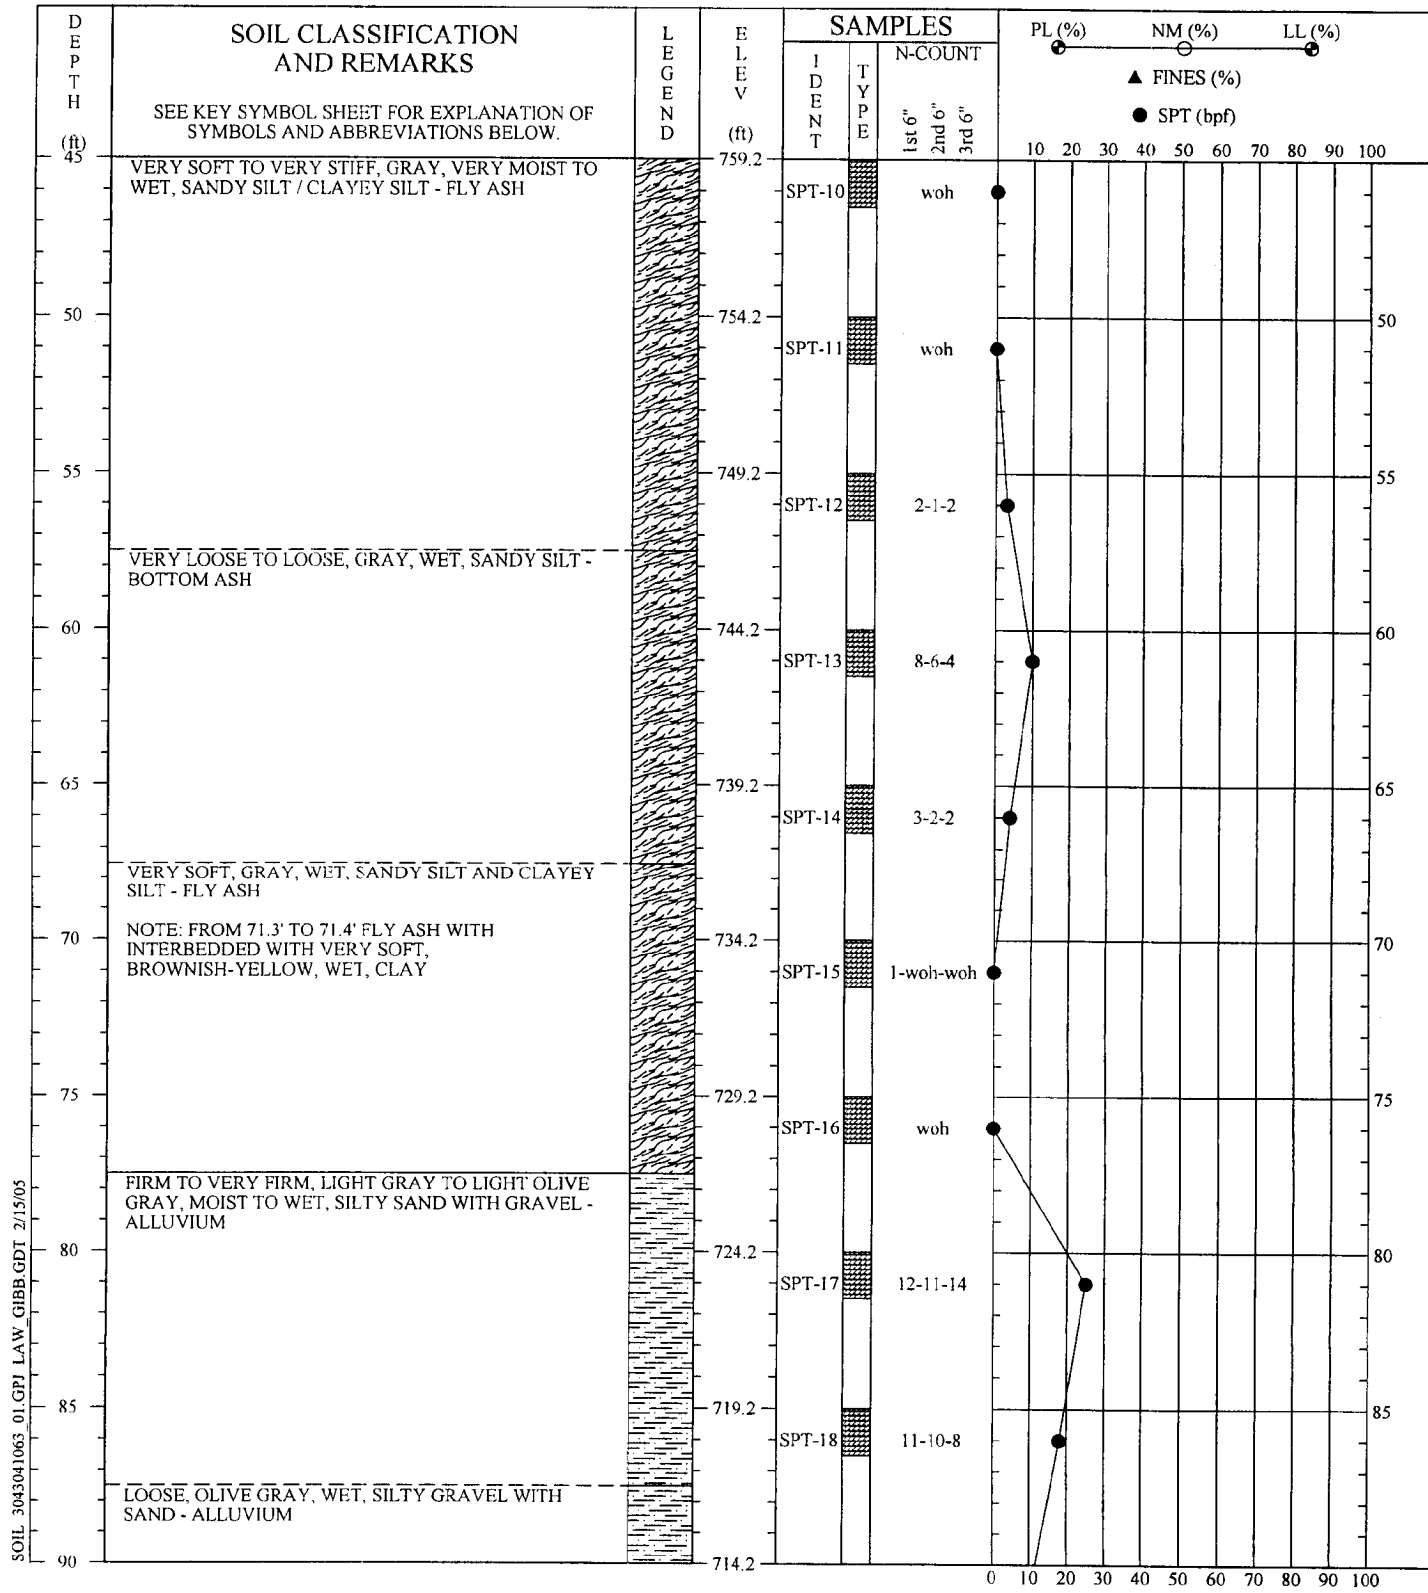 DEPTH
(ft)
SOIL CLASSIFICATION
AND REMARKS
SEE KEY SYMBOL SHEET FOR EXPLANATION OF
SYMBOLS AND ABBREVIATIONS BELOW.
LEGEND
ELEV
(ft)
SAMPLES
IDENT
TYPE
N-COUNT
1st 6"
2nd 6"
3rd 6"
PL (%) NM (%) LL (%)
▲ FINES (%)
● SPT (bpf)
10 20 30 40 50 60 70 80 90 100
45
VERY SOFT TO VERY STIFF, GRAY, VERY MOIST TO
WET, SANDY SILT / CLAYEY SILT - FLY ASH
759.2
SPT-10 woh
50 754.2 50
SPT-11 woh
55 749.2 55
SPT-12 2-1-2
VERY LOOSE TO LOOSE, GRAY, WET, SANDY SILT -
BOTTOM ASH
60 744.2 60
SPT-13 8-6-4
65 739.2 65
SPT-14 3-2-2
VERY SOFT, GRAY, WET, SANDY SILT AND CLAYEY
SILT - FLY ASH
NOTE: FROM 71.3' TO 71.4' FLY ASH WITH
INTERBEDDED WITH VERY SOFT,
BROWNISH-YELLOW, WET, CLAY
70 734.2 70
SPT-15 1-woh-woh
75 729.2 75
SPT-16 woh
FIRM TO VERY FIRM, LIGHT GRAY TO LIGHT OLIVE
GRAY, MOIST TO WET, SILTY SAND WITH GRAVEL -
ALLUVIUM
80 724.2 80
SPT-17 12-11-14
85 719.2 85
SPT-18 11-10-8
LOOSE, OLIVE GRAY, WET, SILTY GRAVEL WITH
SAND - ALLUVIUM
90 714.2
0 10 20 30 40 50 60 70 80 90 100
SOIL 3043041063_01.GPJ LAW_GIBB.GDT 2/15/05